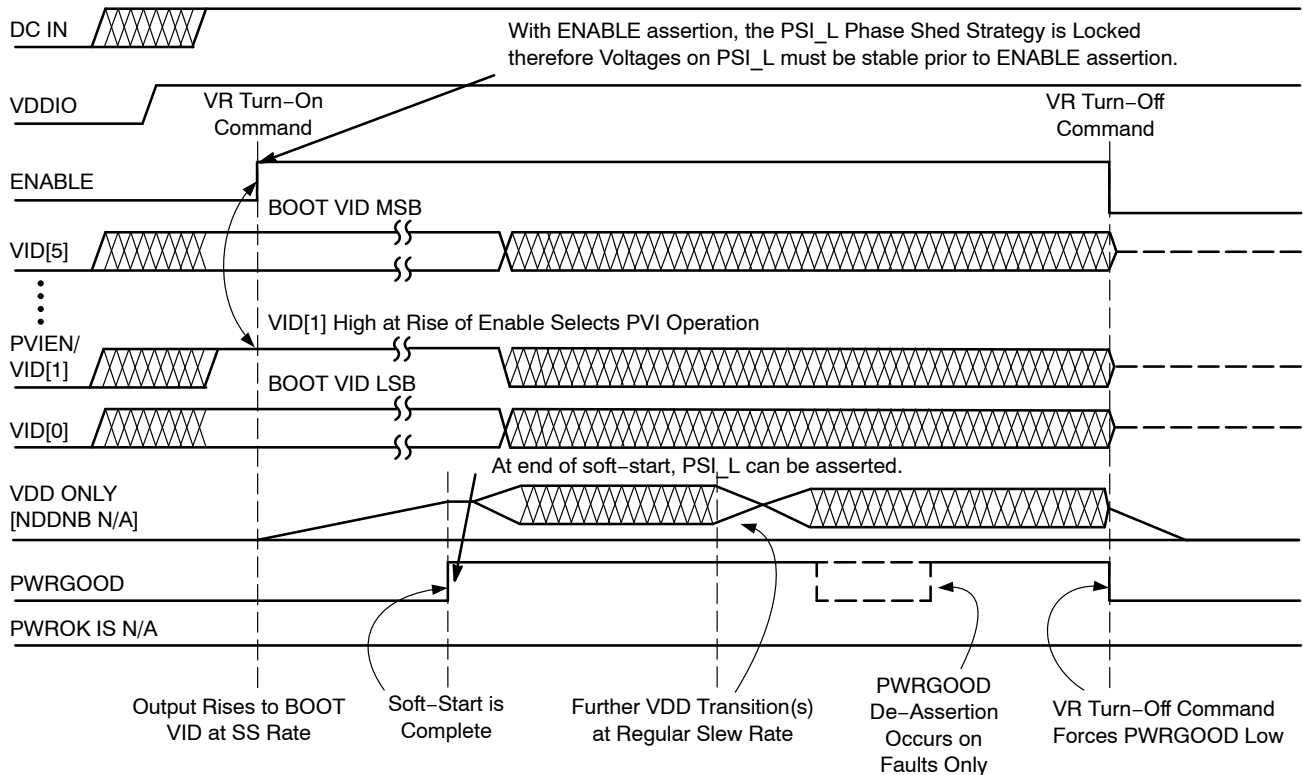 DC IN
With ENABLE assertion, the PSI_L Phase Shed Strategy is Locked
therefore Voltages on PSI_L must be stable prior to ENABLE assertion.
VDDIO
VR Turn−On
Command
VR Turn−Off
Command
ENABLE
BOOT VID MSB
VID[5]
VID[1] High at Rise of Enable Selects PVI Operation
PVIEN/
VID[1]
BOOT VID LSB
VID[0]
At end of soft−start, PSI_L can be asserted.
VDD ONLY
[NDDNB N/A]
PWRGOOD
PWROK IS N/A
Output Rises to BOOT
VID at SS Rate
Soft−Start is
Complete
Further VDD Transition(s)
at Regular Slew Rate
PWRGOOD
De−Assertion
Occurs on
Faults Only
VR Turn−Off Command
Forces PWRGOOD Low